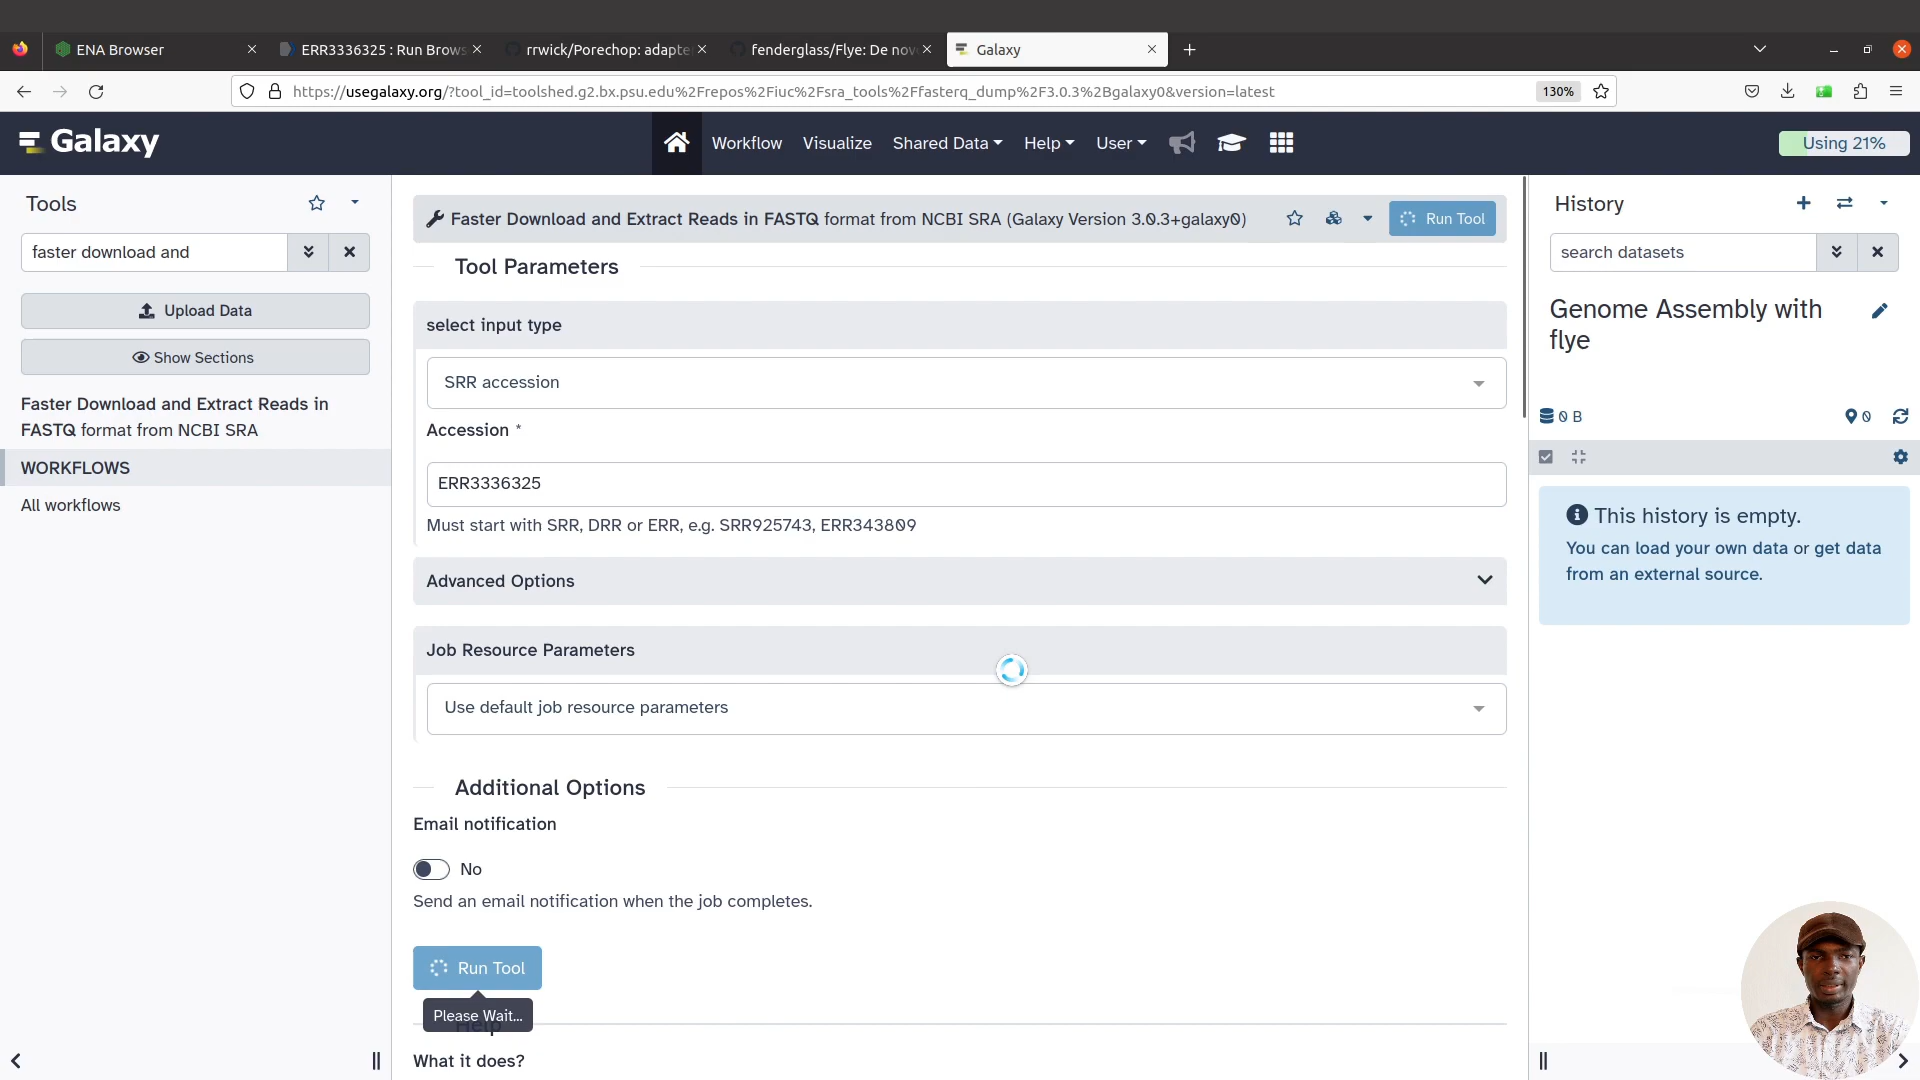 ENA Browser
ERR3336325 : Run Brows
rrwick/Porechop: adapte
fenderglass/Flye: De nov
Galaxy
https://usegalaxy.org/?tool_id=toolshed.g2.bx.psu.edu%2Frepos%2Fiuc%2Fsra_tools%2Ffasterq_dump%2F3.0.3%2Bgalaxy0&version=latest
130%
Galaxy
Workflow
Visualize
Shared Data
Help
User
Using 21%
Tools
faster download and
Upload Data
Show Sections
Faster Download and Extract Reads in
FASTQ format from NCBI SRA
WORKFLOWS
All workflows
Faster Download and Extract Reads in FASTQ format from NCBI SRA (Galaxy Version 3.0.3+galaxy0)
Run Tool
Tool Parameters
select input type
SRR accession
Accession *
ERR3336325
Must start with SRR, DRR or ERR, e.g. SRR925743, ERR343809
Advanced Options
Job Resource Parameters
Use default job resource parameters
Additional Options
Email notification
No
Send an email notification when the job completes.
Run Tool
Please Wait...
Help
What it does?
History
search datasets
Genome Assembly with
flye
0 B
0
This history is empty.
You can load your own data or get data
from an external source.